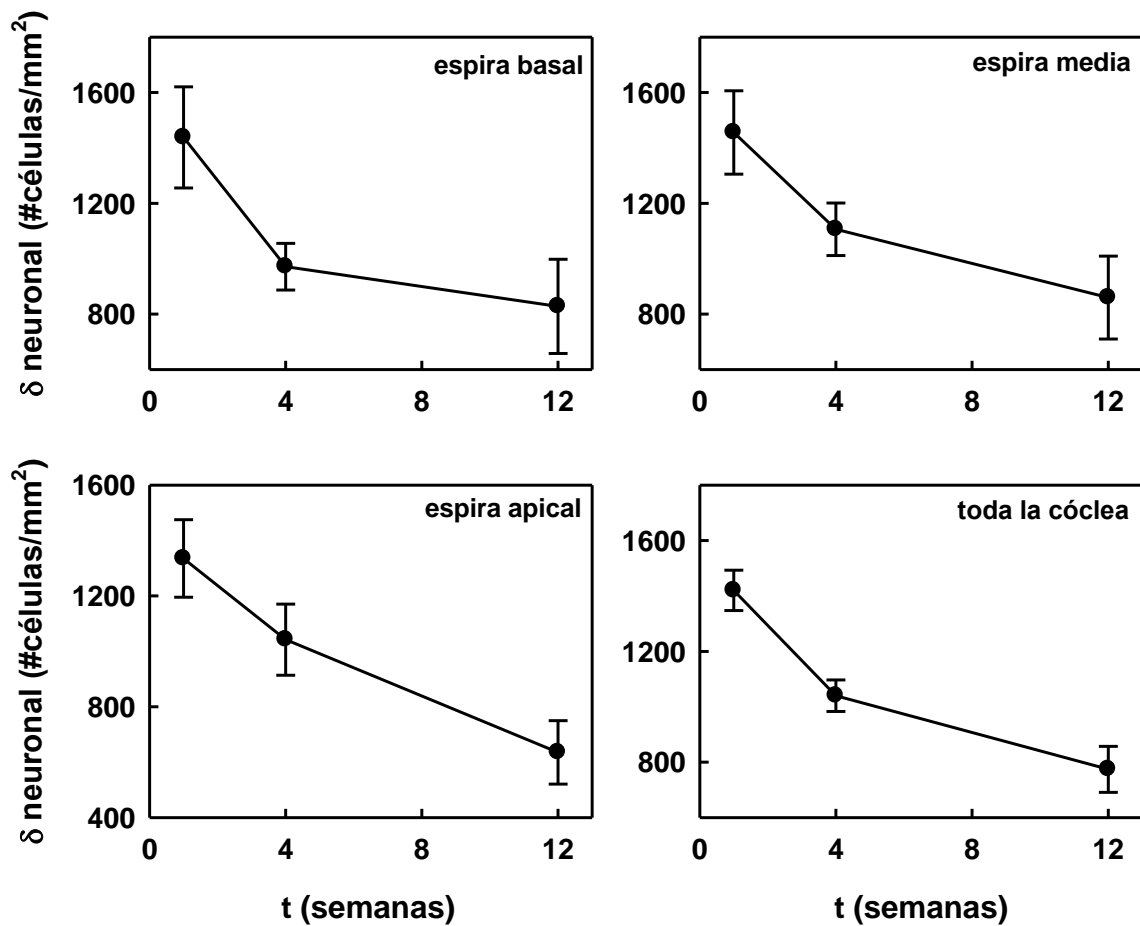 δ neuronal (#células/mm²)
espira basal
1600
1200
800
0 4 8 12
espira media
1600
1200
800
0 4 8 12
δ neuronal (#células/mm²)
espira apical
1600
1200
800
400
0 4 8 12
t (semanas)
toda la cóclea
1600
1200
800
0 4 8 12
t (semanas)